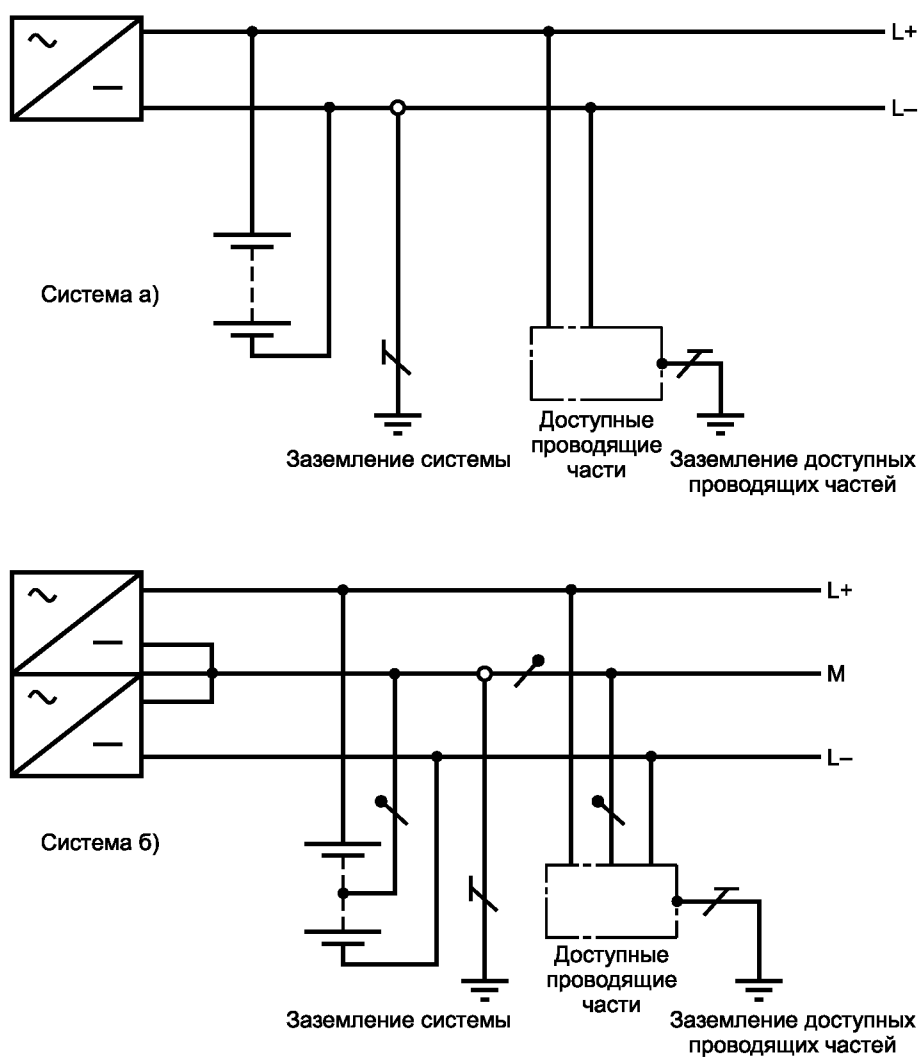 L+
L–
Система а)
Доступные
проводящие
части
Заземление системы
Заземление доступных
проводящих частей
L+
M
L–
Система б)
Доступные
проводящие
части
Заземление системы
Заземление доступных
проводящих частей